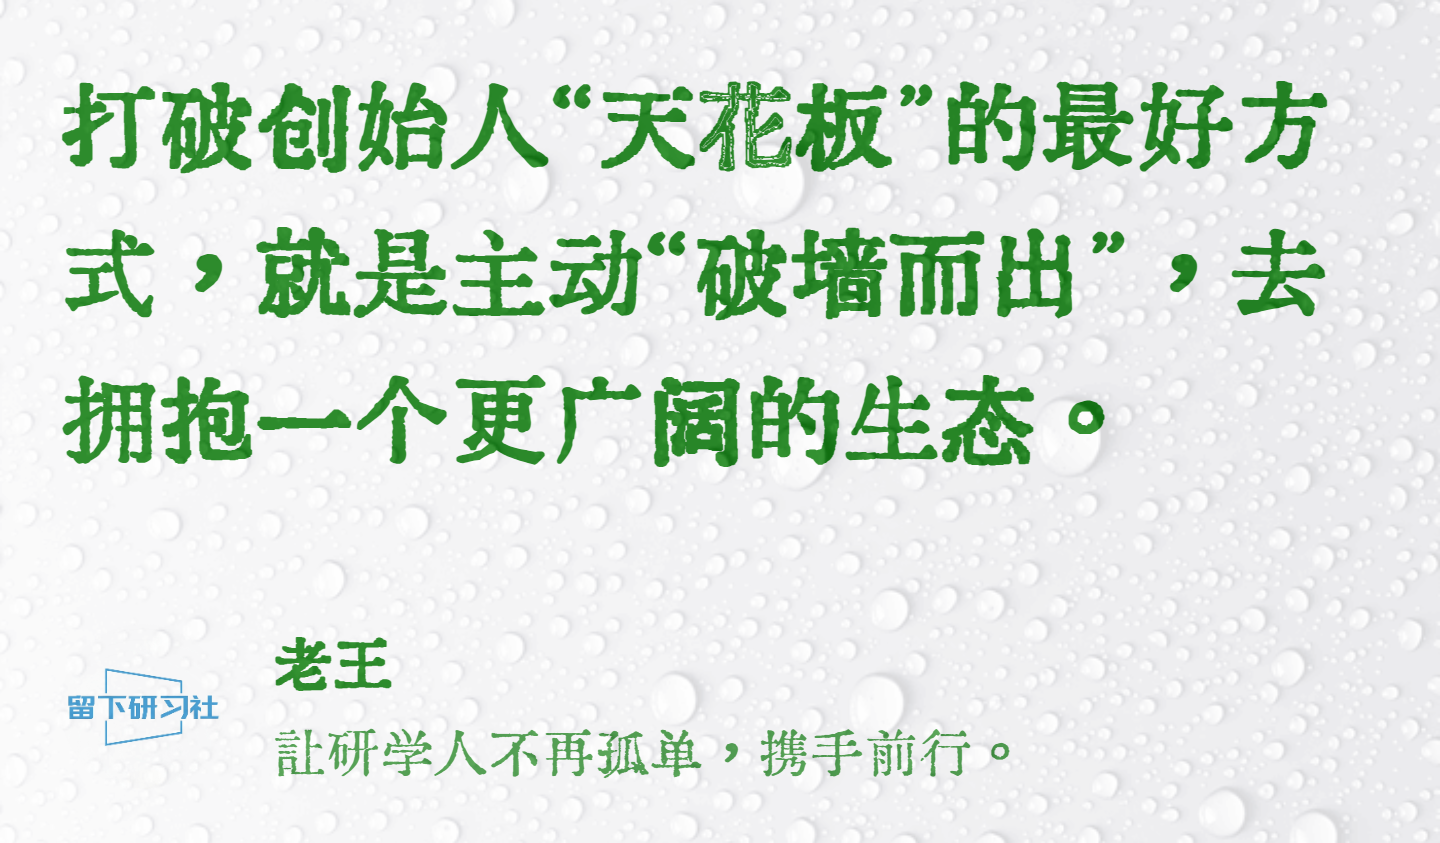 打破创始人“天花板”的最好方
式，就是主动“破墙而出”，去
拥抱一个更广阔的生态。
老王
留下研习社
让研学人不再孤单，携手前行。